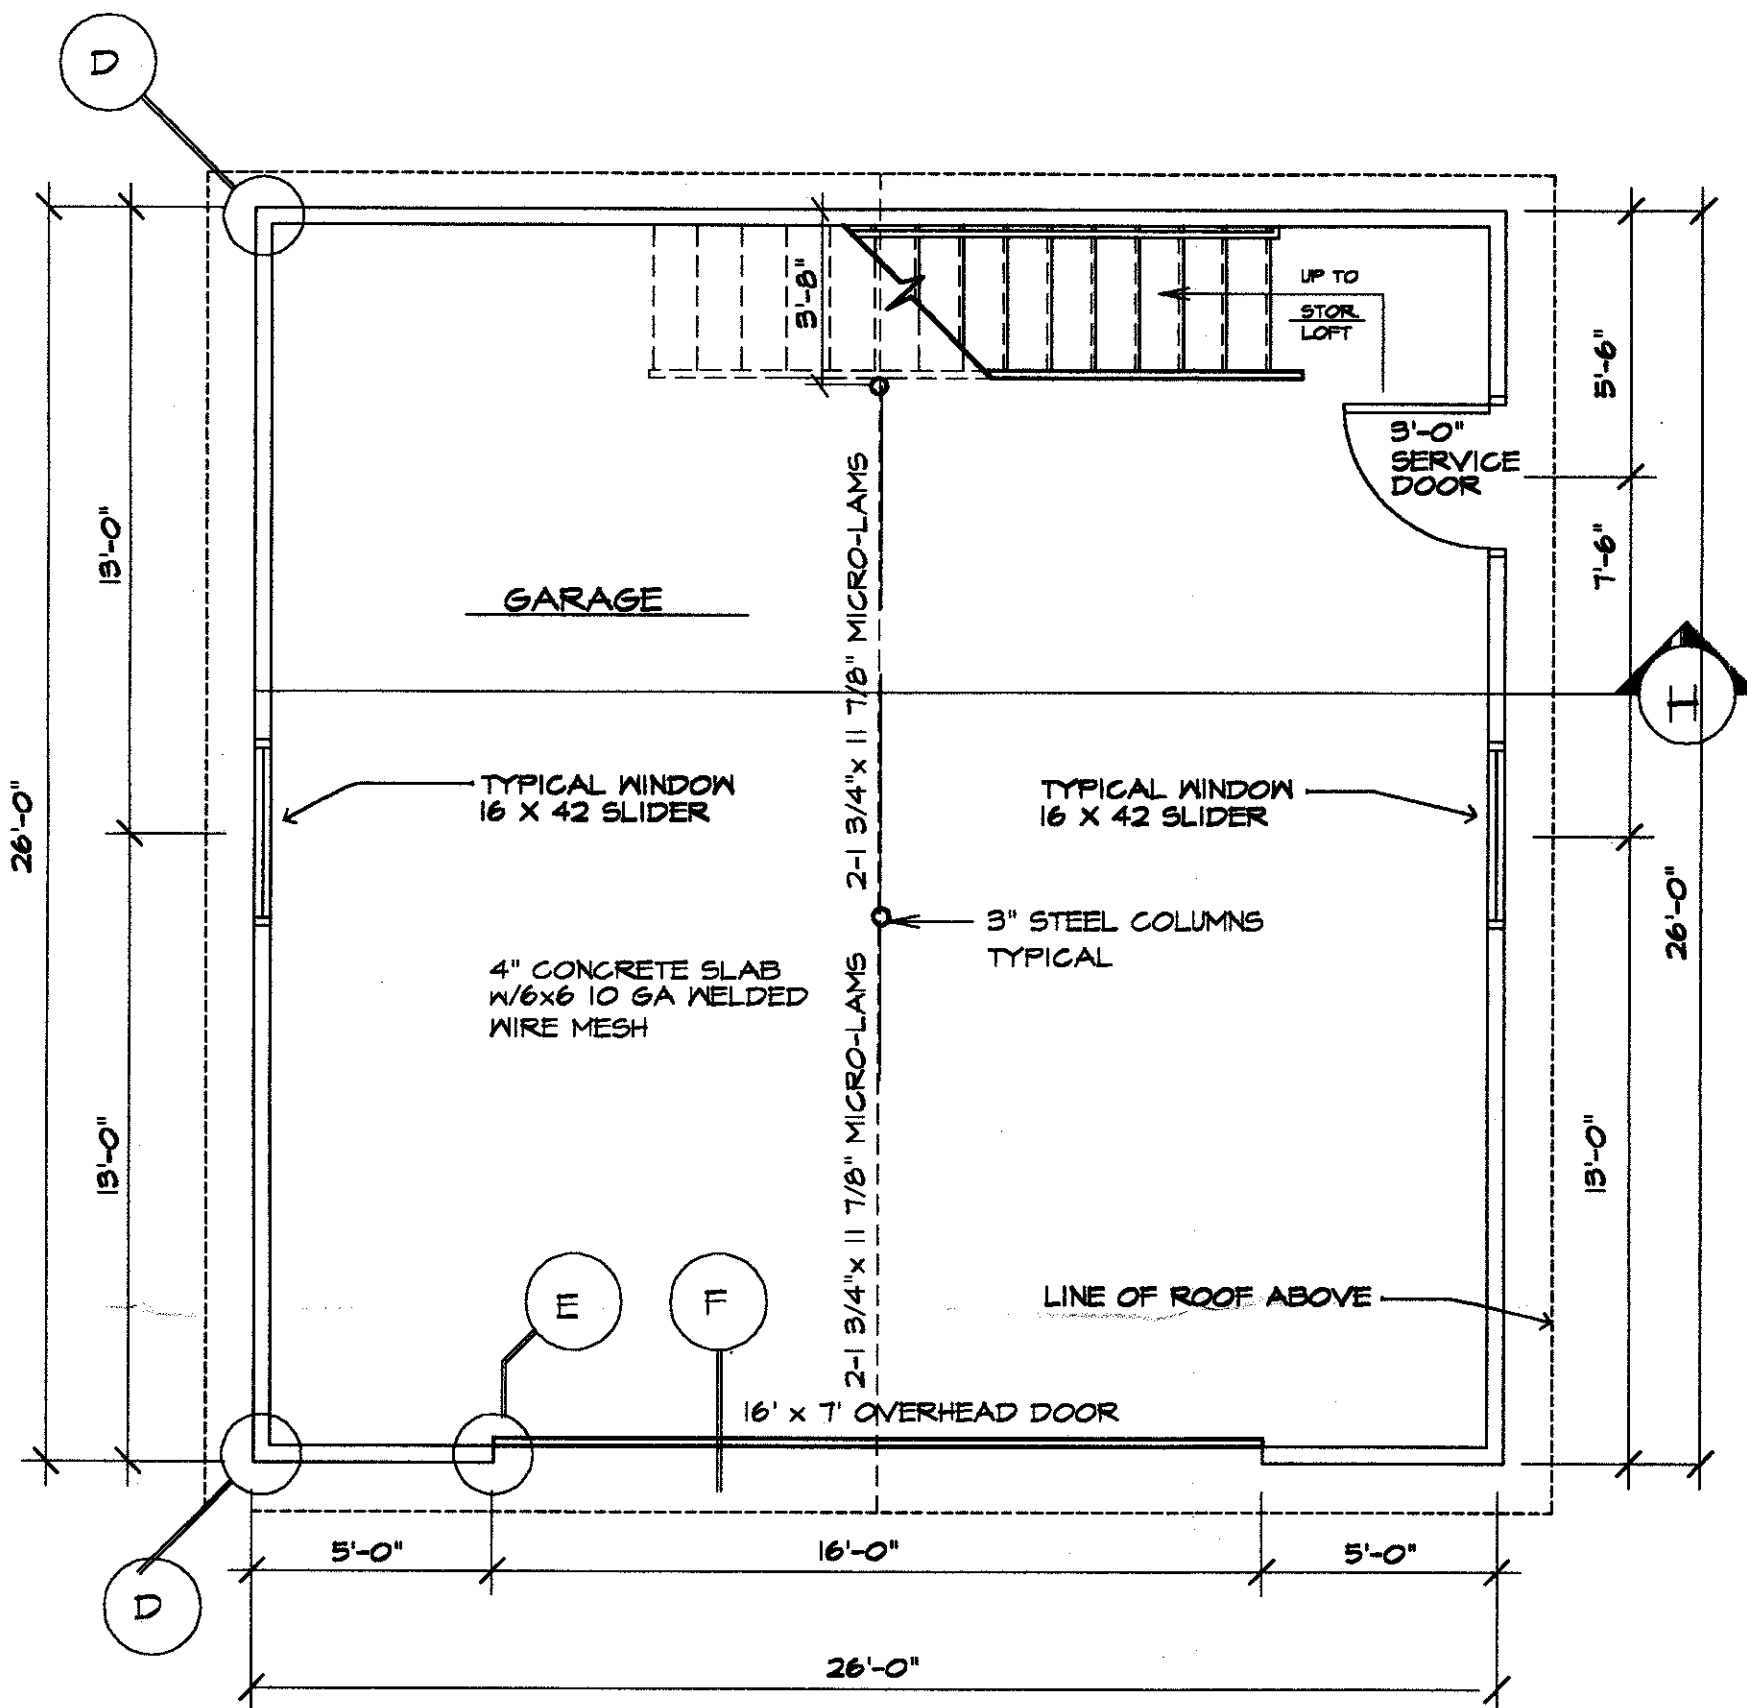 D
3'-8"
UP TO
STOR.
LOFT
5'-6"
3'-0"
SERVICE
DOOR
13'-0"
7'-6"
GARAGE
2-1 3/4"x 11 7/8" MICRO-LAMS
1
26'-0"
TYPICAL WINDOW
16 X 42 SLIDER
TYPICAL WINDOW
16 X 42 SLIDER
26'-0"
3" STEEL COLUMNS
TYPICAL
4" CONCRETE SLAB
W/6x6 10 GA WELDED
WIRE MESH
2-1 3/4"x 11 7/8" MICRO-LAMS
13'-0"
13'-0"
E
F
LINE OF ROOF ABOVE
16' x 7' OVERHEAD DOOR
5'-0"
16'-0"
5'-0"
D
26'-0"